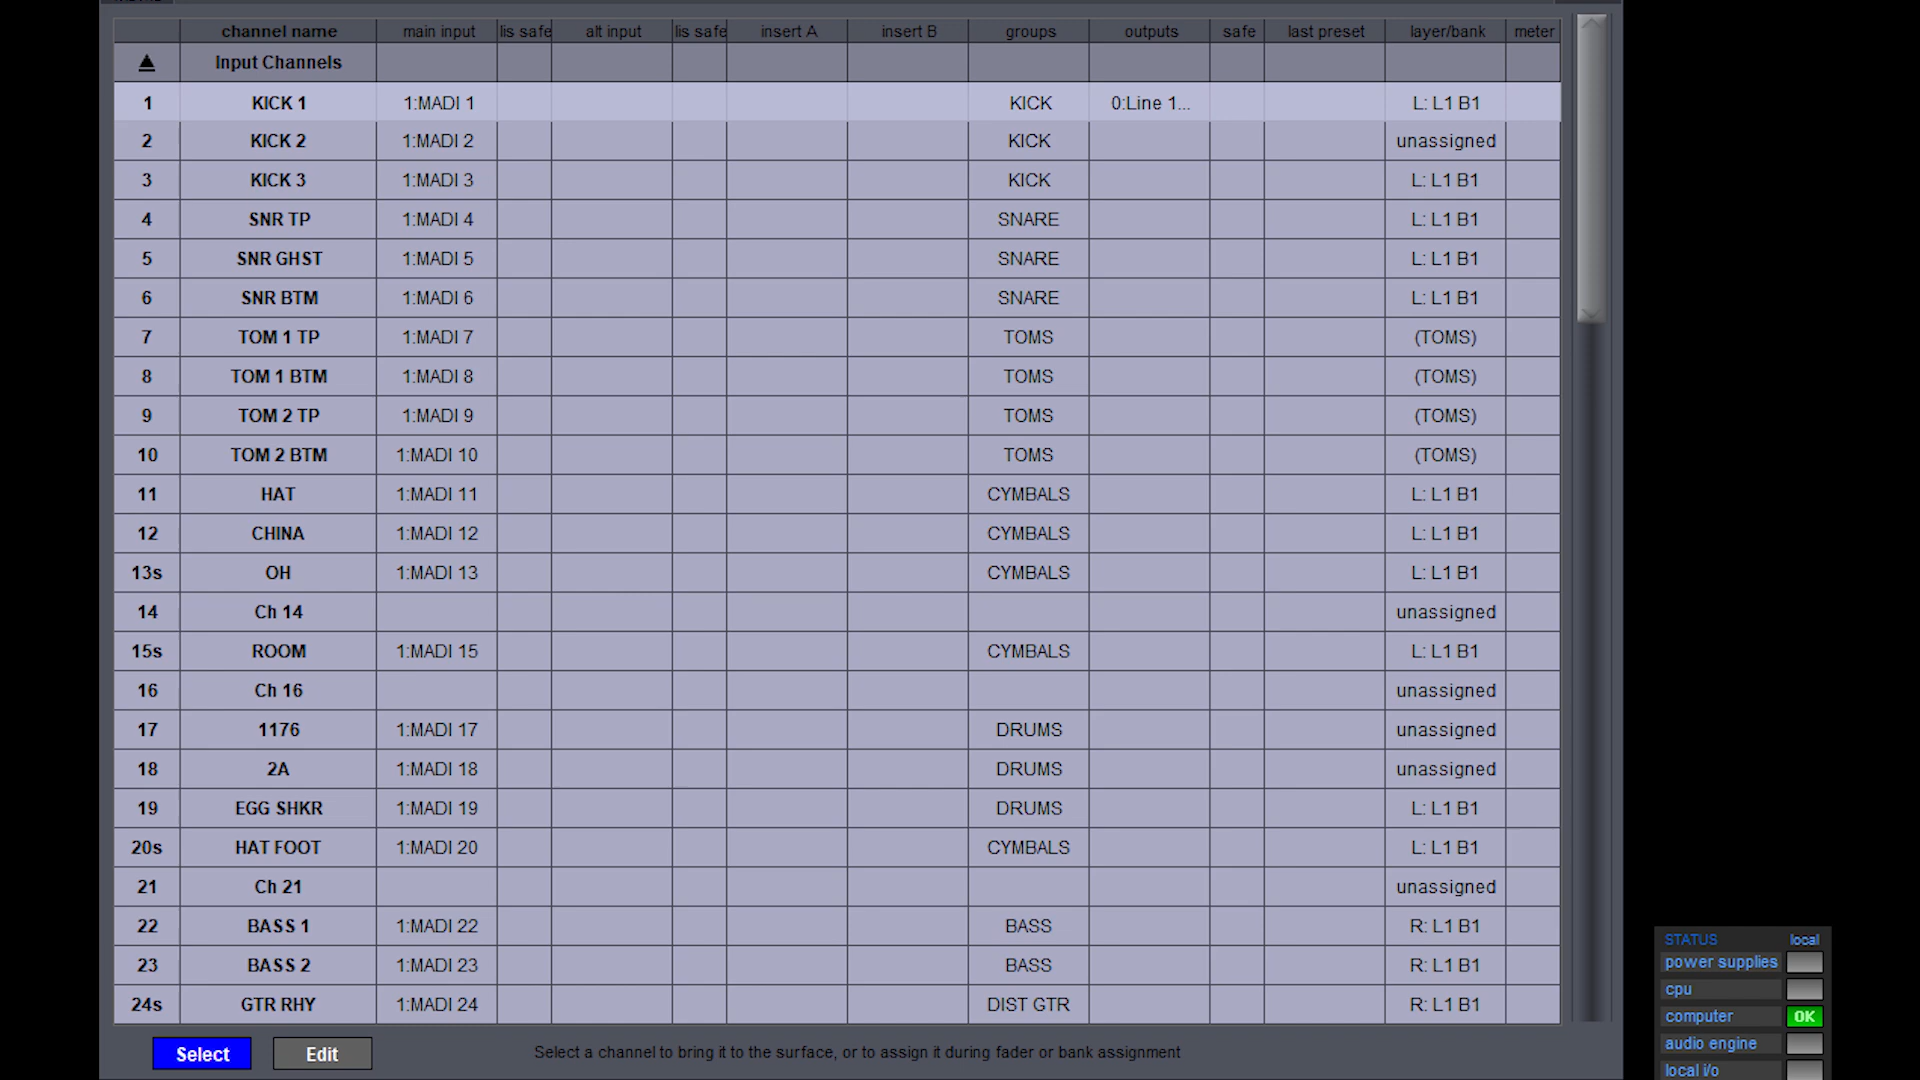 channel name main input lis safe alt input lis safe insert A insert B groups outputs safe last preset layer/bank meter
Input Channels
1 KICK 1 1:MADI 1 KICK 0:Line 1... L: L1 B1
2 KICK 2 1:MADI 2 KICK unassigned
3 KICK 3 1:MADI 3 KICK L: L1 B1
4 SNR TP 1:MADI 4 SNARE L: L1 B1
5 SNR GHST 1:MADI 5 SNARE L: L1 B1
6 SNR BTM 1:MADI 6 SNARE L: L1 B1
7 TOM 1 TP 1:MADI 7 TOMS (TOMS)
8 TOM 1 BTM 1:MADI 8 TOMS (TOMS)
9 TOM 2 TP 1:MADI 9 TOMS (TOMS)
10 TOM 2 BTM 1:MADI 10 TOMS (TOMS)
11 HAT 1:MADI 11 CYMBALS L: L1 B1
12 CHINA 1:MADI 12 CYMBALS L: L1 B1
13s OH 1:MADI 13 CYMBALS L: L1 B1
14 Ch 14 unassigned
15s ROOM 1:MADI 15 CYMBALS L: L1 B1
16 Ch 16 unassigned
17 1176 1:MADI 17 DRUMS unassigned
18 2A 1:MADI 18 DRUMS unassigned
19 EGG SHKR 1:MADI 19 DRUMS L: L1 B1
20s HAT FOOT 1:MADI 20 CYMBALS L: L1 B1
21 Ch 21 unassigned
22 BASS 1 1:MADI 22 BASS R: L1 B1
23 BASS 2 1:MADI 23 BASS R: L1 B1
24s GTR RHY 1:MADI 24 DIST GTR R: L1 B1
Select Edit Select a channel to bring it to the surface, or to assign it during fader or bank assignment
STATUS local
power supplies
cpu
computer OK
audio engine
local i/o